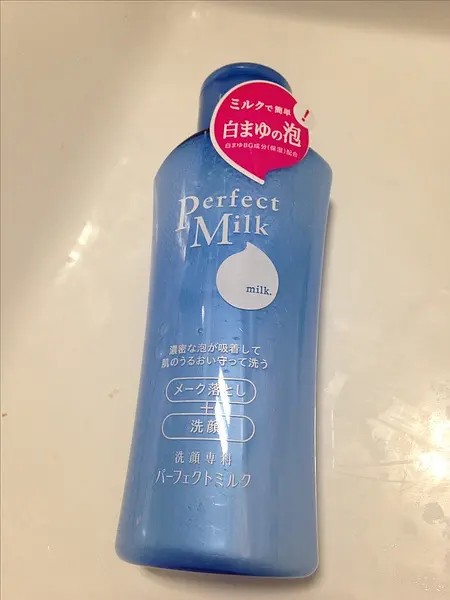 ミルクで簡単!
白まゆの泡
白まゆBG成分(保湿)配合
Perfect
Milk
milk.
濃密な泡が吸着して
肌のうるおい守って洗う
メーク落とし
+
洗顔
洗顔専科
パーフェクトミルク